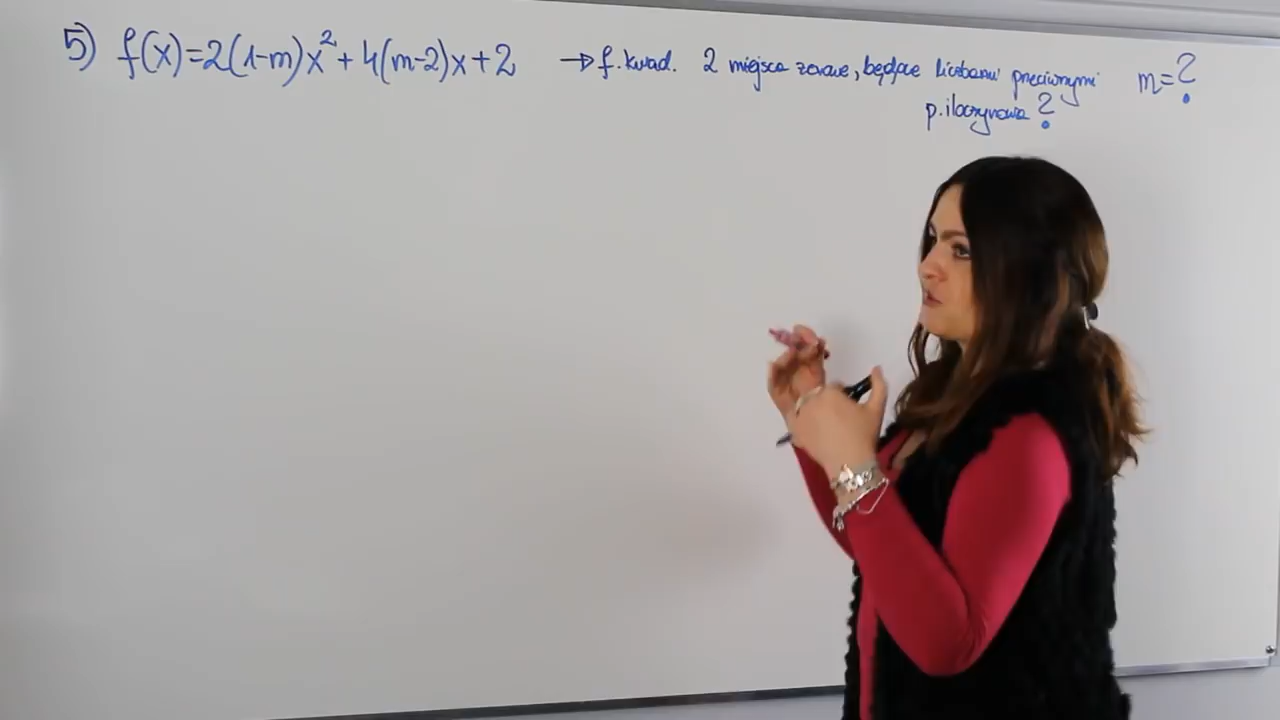 5) f(x)=2(1-m)x²+4(m-2)x+2 → f. kwad. 2 miejsca zerowe, będące liczbami przeciwnymi m=?
p. iloczynowa ?